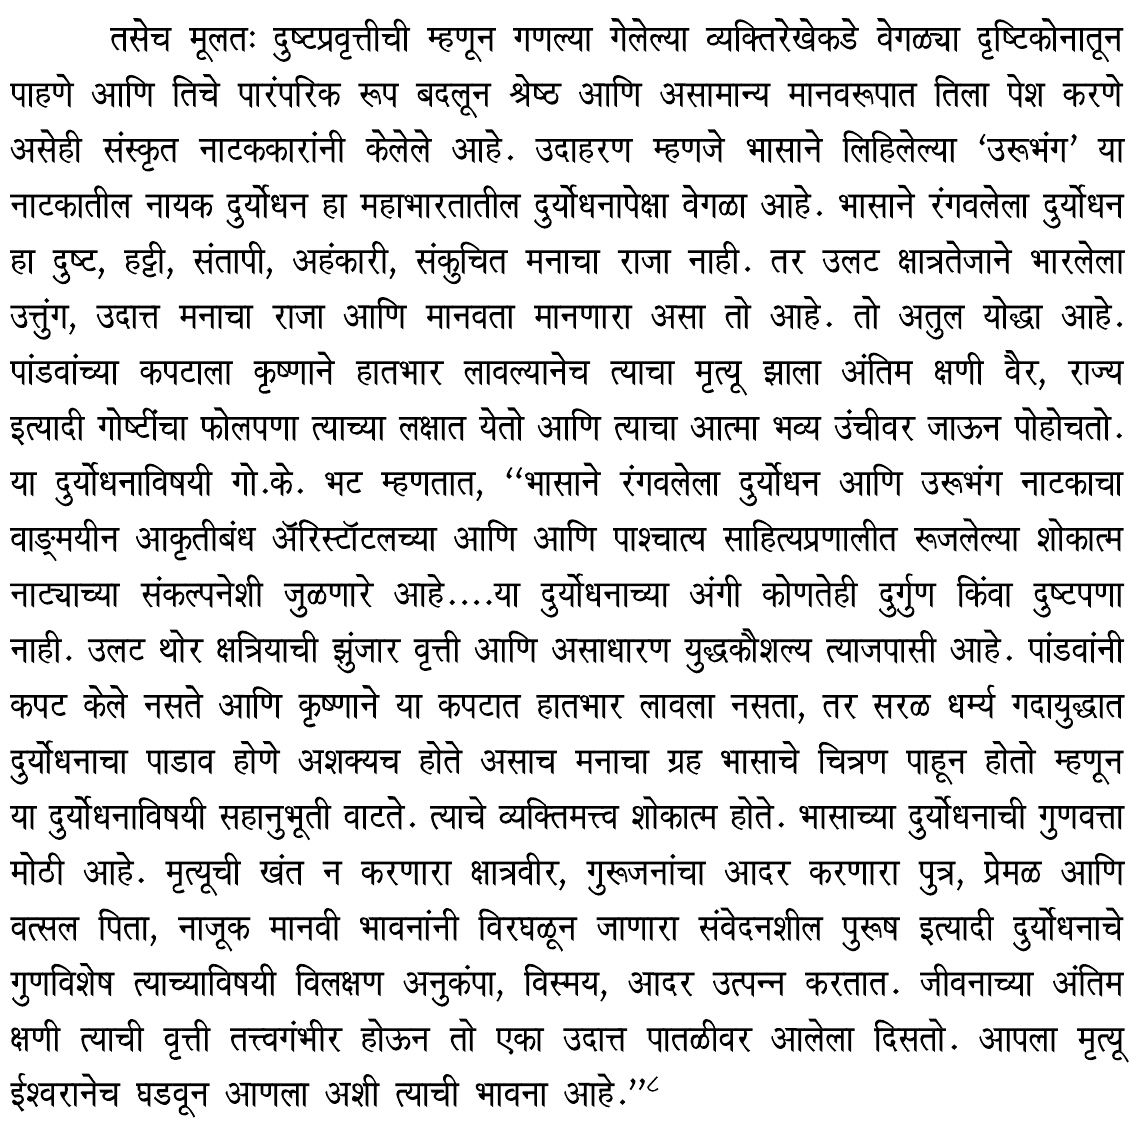 तसेच मूलतः दुष्टप्रवृत्तीची म्हणून गणल्या गेलेल्या व्यक्तिरेखेकडे वेगळ्या दृष्टिकोनातून
पाहणे आणि तिचे पारंपरिक रूप बदलून श्रेष्ठ आणि असामान्य मानवरूपात तिला पेश करणे
असेही संस्कृत नाटककारांनी केलेले आहे. उदाहरण म्हणजे भासाने लिहिलेल्या ‘उरूभंग’ या
नाटकातील नायक दुर्योधन हा महाभारतातील दुर्योधनापेक्षा वेगळा आहे. भासाने रंगवलेला दुर्योधन
हा दुष्ट, हट्टी, संतापी, अहंकारी, संकुचित मनाचा राजा नाही. तर उलट क्षात्रतेजाने भारलेला
उत्तुंग, उदात्त मनाचा राजा आणि मानवता मानणारा असा तो आहे. तो अतुल योद्धा आहे.
पांडवांच्या कपटाला कृष्णाने हातभार लावल्यानेच त्याचा मृत्यू झाला अंतिम क्षणी वैर, राज्य
इत्यादी गोष्टींचा फोलपणा त्याच्या लक्षात येतो आणि त्याचा आत्मा भव्य उंचीवर जाऊन पोहोचतो.
या दुर्योधनाविषयी गो.के. भट म्हणतात, ‘‘भासाने रंगवलेला दुर्योधन आणि उरूभंग नाटकाचा
वाङ्मयीन आकृतीबंध ॲरिस्टॉटलच्या आणि आणि पाश्चात्य साहित्यप्रणालीत रूजलेल्या शोकात्म
नाट्याच्या संकल्पनेशी जुळणारे आहे....या दुर्योधनाच्या अंगी कोणतेही दुर्गुण किंवा दुष्टपणा
नाही. उलट थोर क्षत्रियाची झुंजार वृत्ती आणि असाधारण युद्धकौशल्य त्याजपासी आहे. पांडवांनी
कपट केले नसते आणि कृष्णाने या कपटात हातभार लावला नसता, तर सरळ धर्म्य गदायुद्धात
दुर्योधनाचा पाडाव होणे अशक्यच होते असाच मनाचा ग्रह भासाचे चित्रण पाहून होतो म्हणून
या दुर्योधनाविषयी सहानुभूती वाटते. त्याचे व्यक्तिमत्त्व शोकात्म होते. भासाच्या दुर्योधनाची गुणवत्ता
मोठी आहे. मृत्यूची खंत न करणारा क्षात्रवीर, गुरूजनांचा आदर करणारा पुत्र, प्रेमळ आणि
वत्सल पिता, नाजूक मानवी भावनांनी विरघळून जाणारा संवेदनशील पुरूष इत्यादी दुर्योधनाचे
गुणविशेष त्याच्याविषयी विलक्षण अनुकंपा, विस्मय, आदर उत्पन्न करतात. जीवनाच्या अंतिम
क्षणी त्याची वृत्ती तत्त्वगंभीर होऊन तो एका उदात्त पातळीवर आलेला दिसतो. आपला मृत्यू
ईश्वरानेच घडवून आणला अशी त्याची भावना आहे.’’८